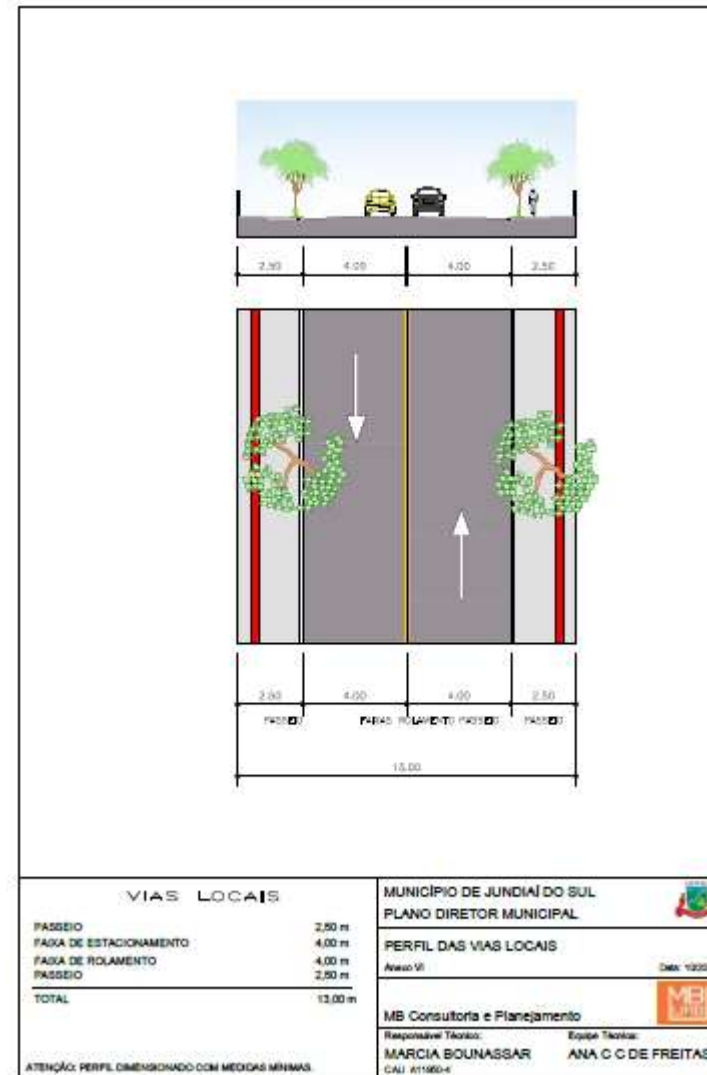 2.50 4.00 4.00 2.50
2.50 4.00 4.00 2.50
PASSEIO FAIXAS ROLAMENTO PASSEIO PASSEIO
13.00
VIAS LOCAIS
PASSEIO 2,50 m
FAIXA DE ESTACIONAMENTO 4,00 m
FAIXA DE ROLAMENTO 4,00 m
PASSEIO 2,50 m
TOTAL 13,00 m
ATENÇÃO: PERFIL DIMENSIONADO COM MEDIDAS MÍNIMAS
MUNICÍPIO DE JUNDIAÍ DO SUL
PLANO DIRETOR MUNICIPAL
PERFIL DAS VIAS LOCAIS
Anexo VI Data:
MB Consultoria e Planejamento
Responsável Técnico: Equipe Técnica:
MARCIA BOUNASSAR ANA C C DE FREITAS